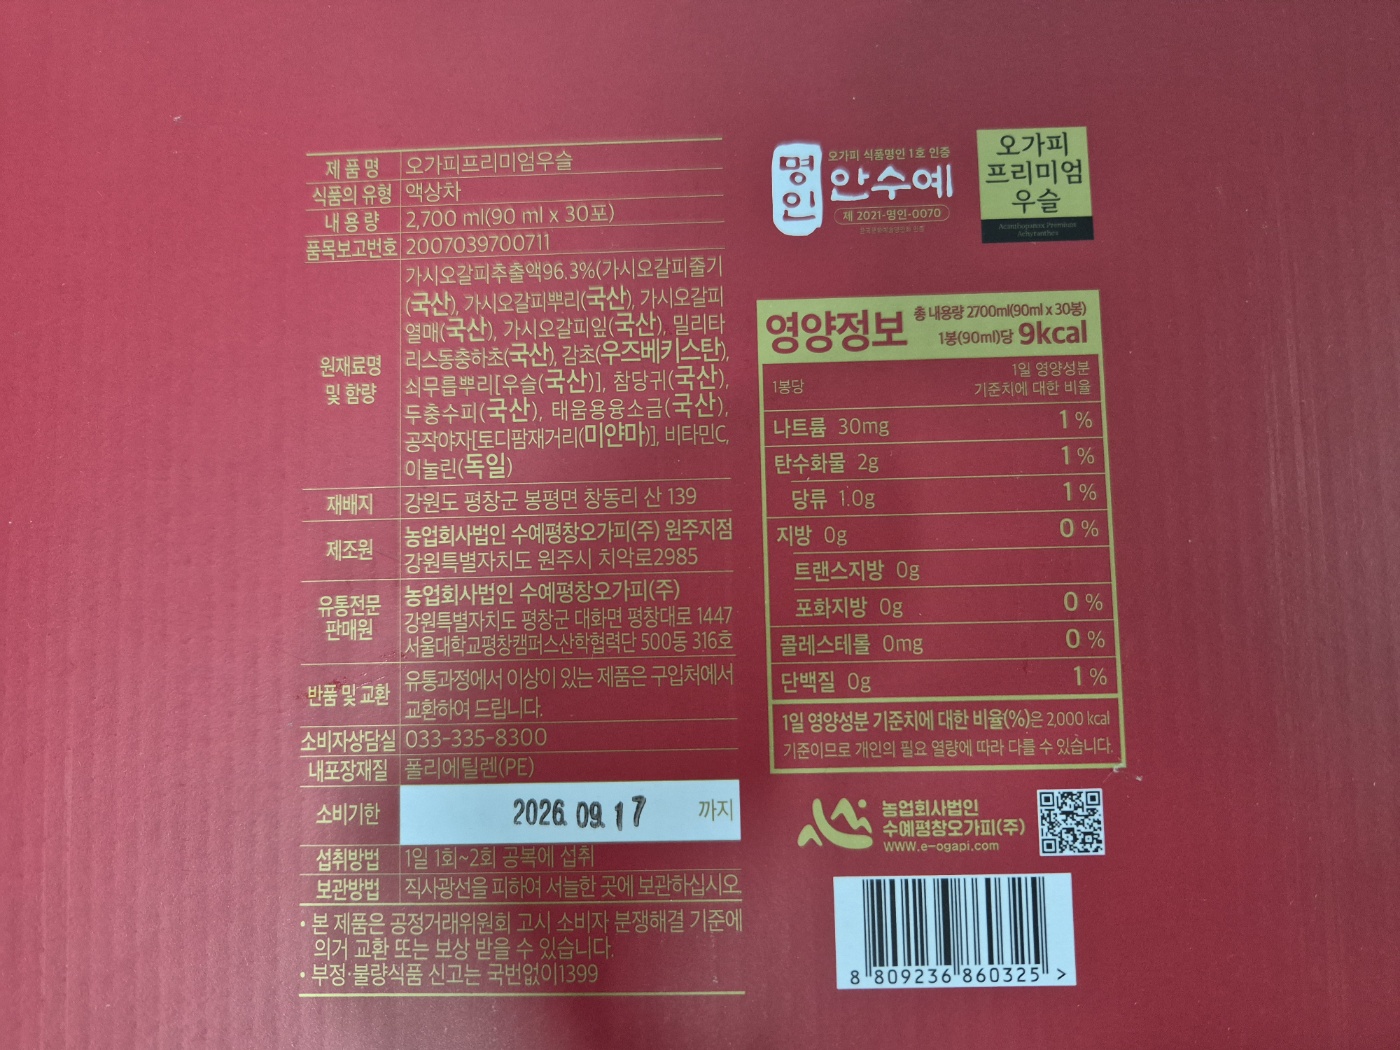 제 품 명 오가피프리미엄우슬
식품의 유형 액상차
내 용 량 2,700 ml(90 ml x 30포)
품목보고번호 2007039700711
원재료명 및 함량
가시오갈피추출액96.3%(가시오갈피줄기
(국산), 가시오갈피뿌리(국산), 가시오갈피
열매(국산), 가시오갈피잎(국산), 밀리타
리스동충하초(국산), 감초(우즈베키스탄),
쇠무릅뿌리[우슬(국산)], 참당귀(국산),
두충수피(국산), 태움용융소금(국산),
공작야자[토디팜재거리(미얀마)], 비타민C,
이눌린(독일)
재배지 강원도 평창군 봉평면 창동리 산 139
제조원
농업회사법인 수예평창오가피(주) 원주지점
강원특별자치도 원주시 치악로2985
유통전문
판매원
농업회사법인 수예평창오가피(주)
강원특별자치도 평창군 대화면 평창대로 1447
서울대학교평창캠퍼스산학협력단 500동 316호
반품 및 교환
유통과정에서 이상이 있는 제품은 구입처에서
교환하여 드립니다.
소비자상담실 033-335-8300
내포장재질 폴리에틸렌(PE)
소비기한 2026.09.17 까지
섭취방법 1일 1회~2회 공복에 섭취
보관방법 직사광선을 피하여 서늘한 곳에 보관하십시오
• 본 제품은 공정거래위원회 고시 소비자 분쟁해결 기준에
의거 교환 또는 보상 받을 수 있습니다.
• 부정·불량식품 신고는 국번없이1399
명인
오가피 식품명인 1호 인증
안수예
제 2021-명인-0070
오가피
프리미엄
우슬
Acanthopanax Premium
Achyranthes
영양정보
총 내용량 2700ml(90ml x 30봉)
1봉(90ml)당 9kcal
1봉당
1일 영양성분
기준치에 대한 비율
나트륨 30mg 1 %
탄수화물 2g 1 %
당류 1.0g 1 %
지방 0g 0 %
트랜스지방 0g
포화지방 0g 0 %
콜레스테롤 0mg 0 %
단백질 0g 1 %
1일 영양성분 기준치에 대한 비율(%)은 2,000 kcal
기준이므로 개인의 필요 열량에 따라 다를 수 있습니다.
농업회사법인
수예평창오가피(주)
www.e-ogapi.com
8 809236 860325 >